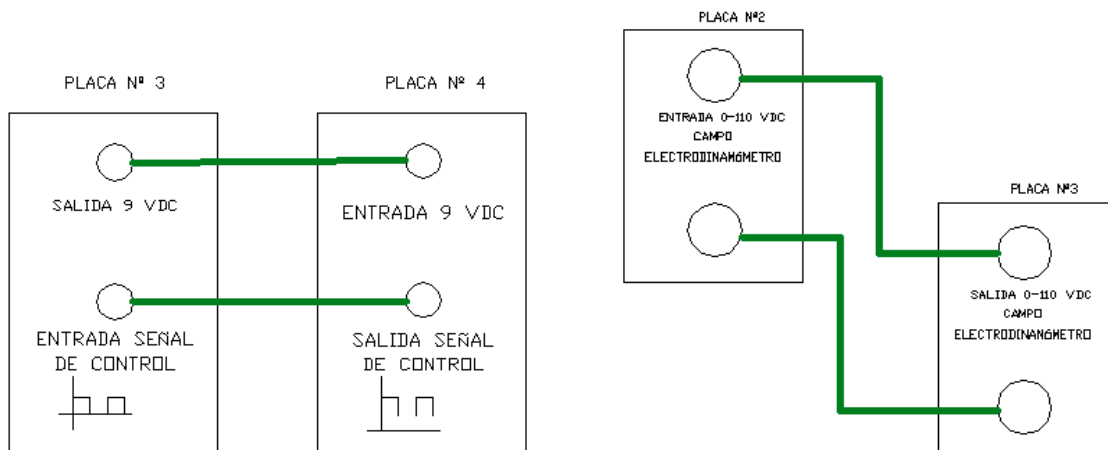 PLACA Nº 3
SALIDA 9 VDC
ENTRADA SEÑAL
DE CONTROL
PLACA Nº 4
ENTRADA 9 VDC
SALIDA SEÑAL
DE CONTROL
PLACA Nº2
ENTRADA 0-110 VDC
CAMPO
ELECTRODINAMóMETRO
PLACA Nº3
SALIDA 0-110 VDC
CAMPO
ELECTRODINAMóMETRO